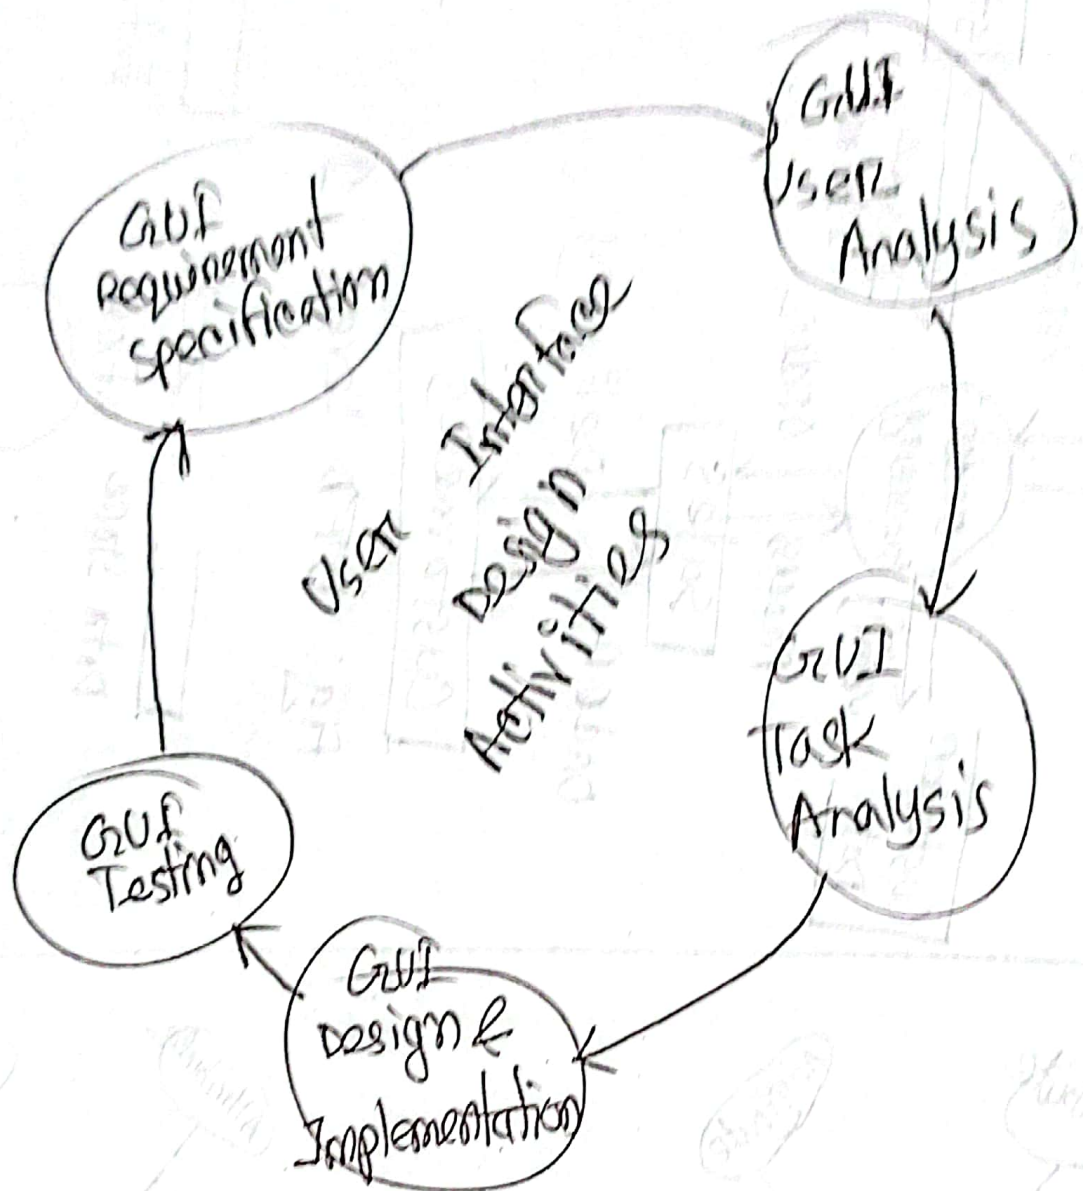 GUI
User
Analysis
GUI
Requirement
Specification
User Interface
Design
Activities
GUI
Task
Analysis
GUI
Testing
GUI
Design &
Implementation